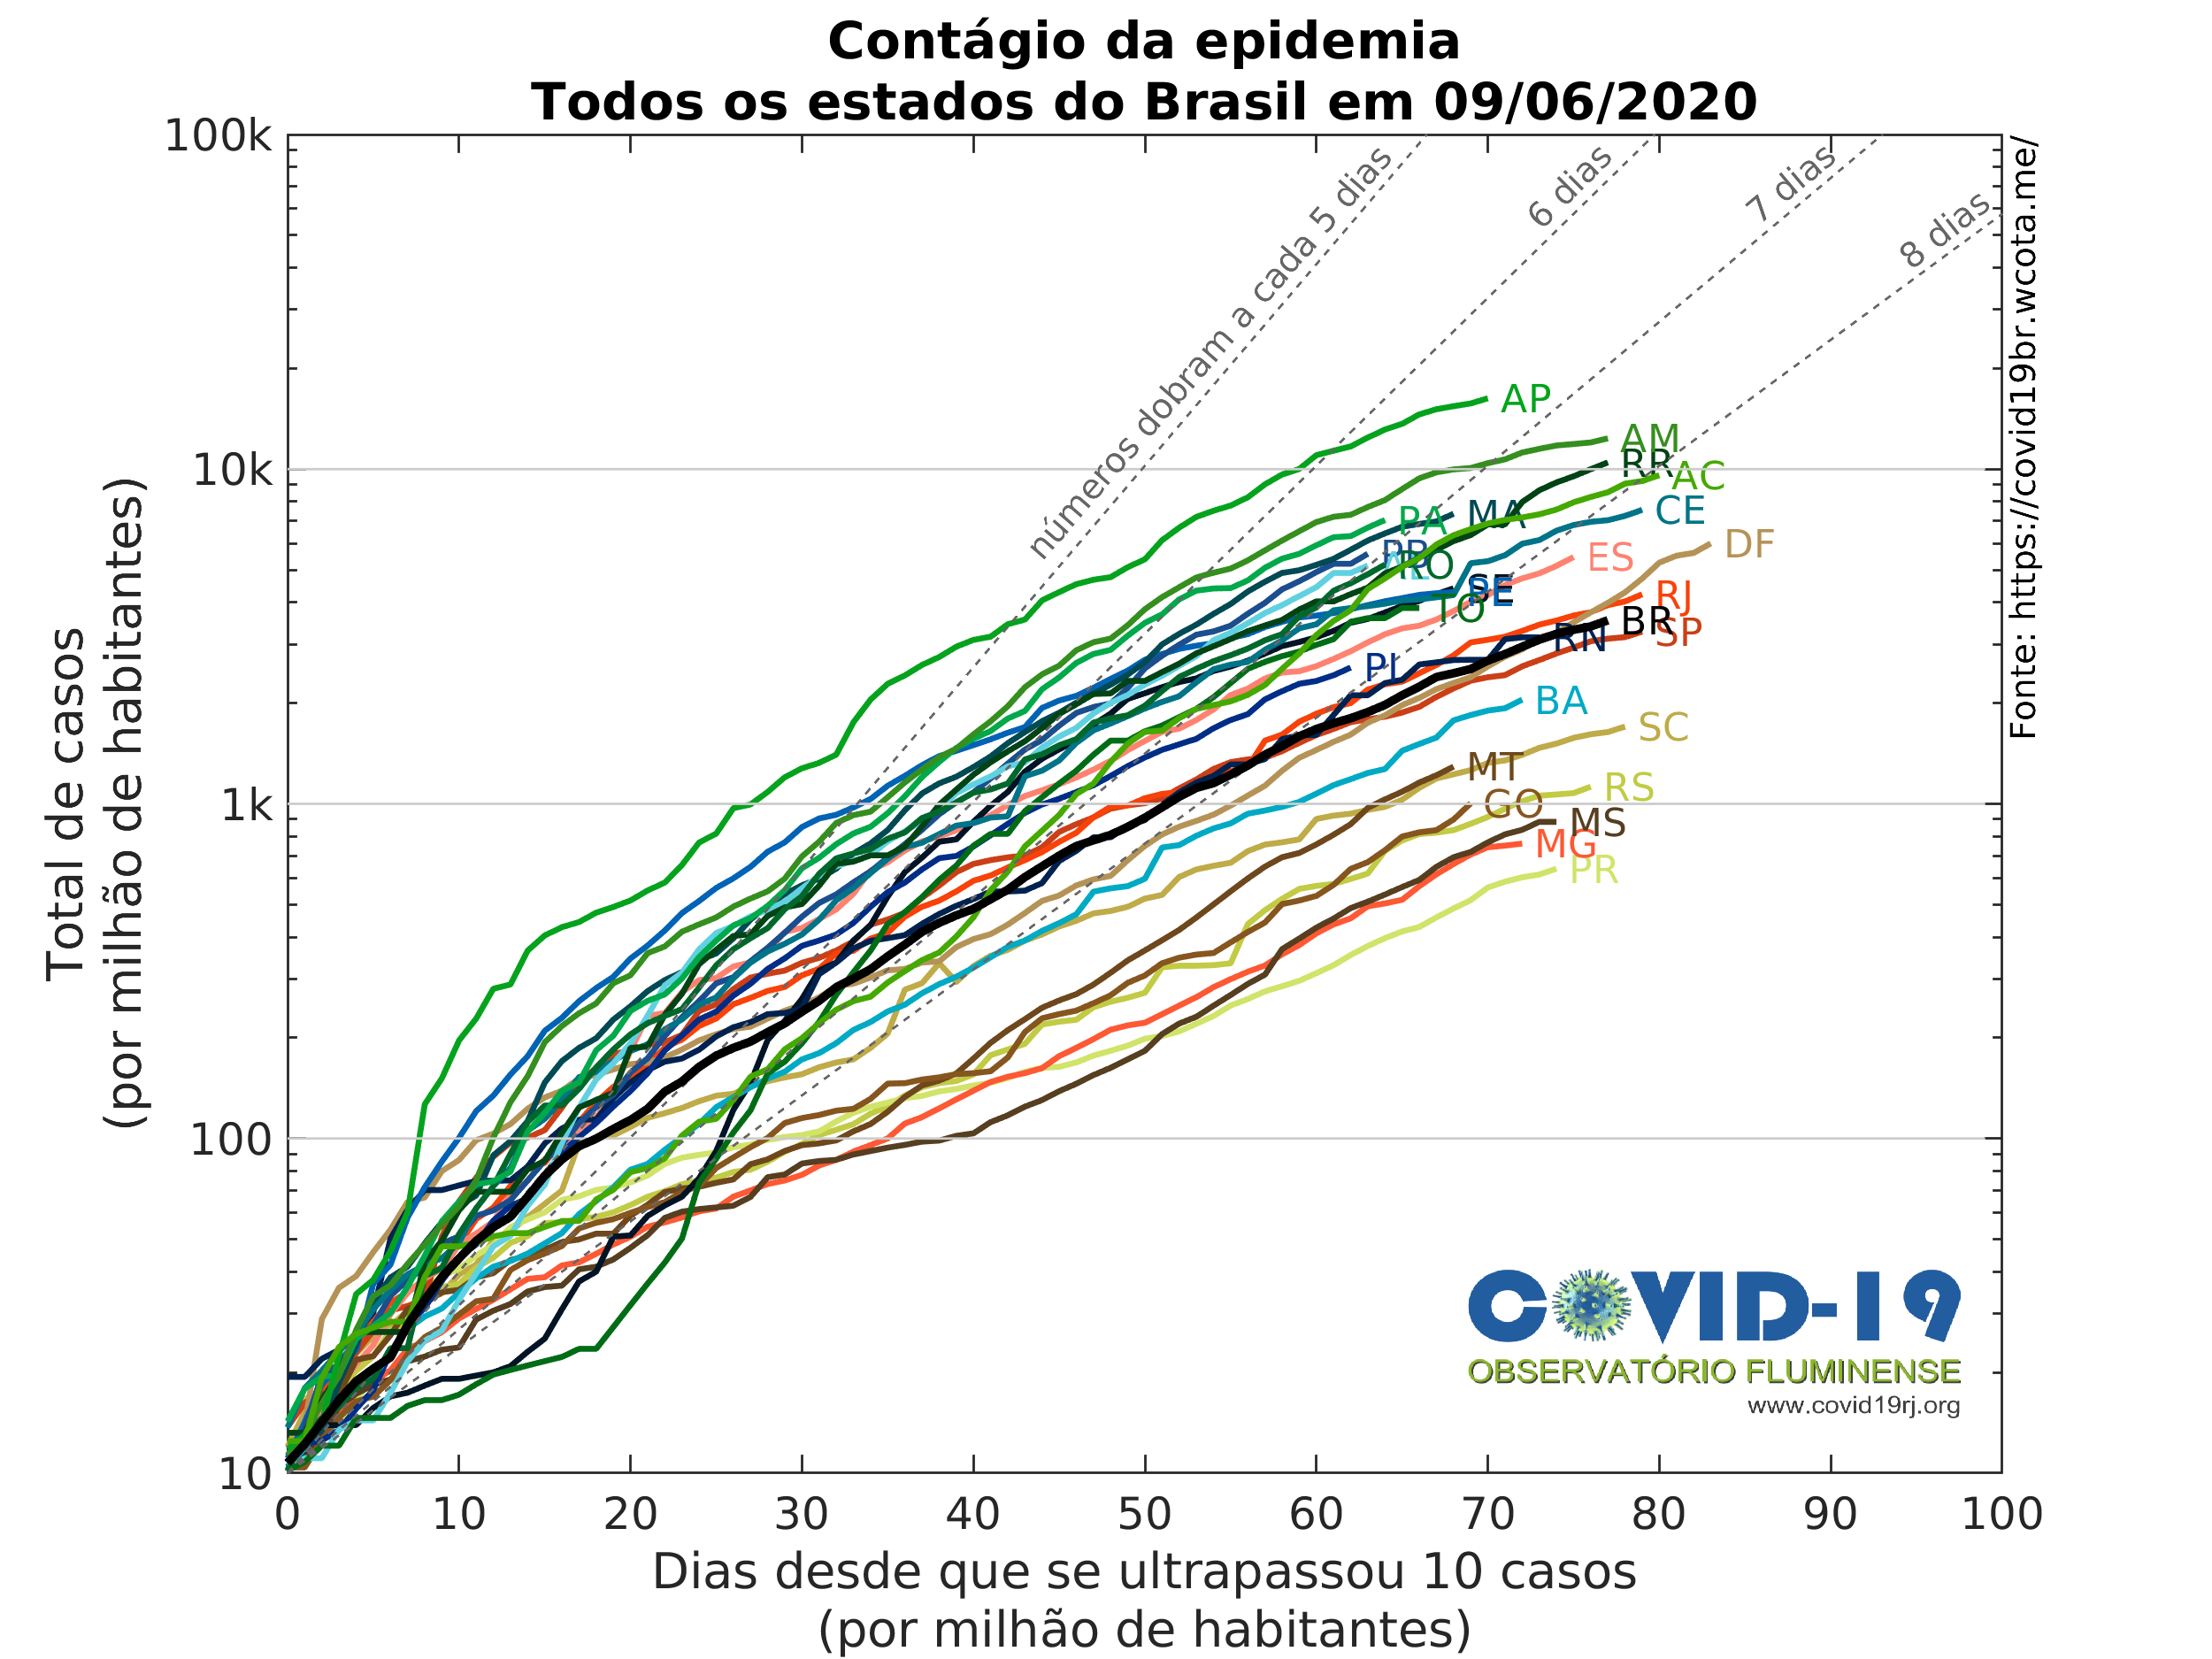 Contágio da epidemia
Todos os estados do Brasil em 09/06/2020
100k
10k
1k
100
10
Total de casos
(por milhão de habitantes)
números dobram a cada 5 dias
6 dias
7 dias
8 dias
Fonte: https://covid19br.wcota.me/
AP
AM
RR
AC
CE
MA
PA
DF
ES
PB
AL
RO
SE
PE
TO
RJ
BR
SP
RN
PI
BA
SC
MT
RS
GO
MS
MG
PR
COVID-19
OBSERVATÓRIO FLUMINENSE
www.covid19rj.org
0 10 20 30 40 50 60 70 80 90 100
Dias desde que se ultrapassou 10 casos
(por milhão de habitantes)